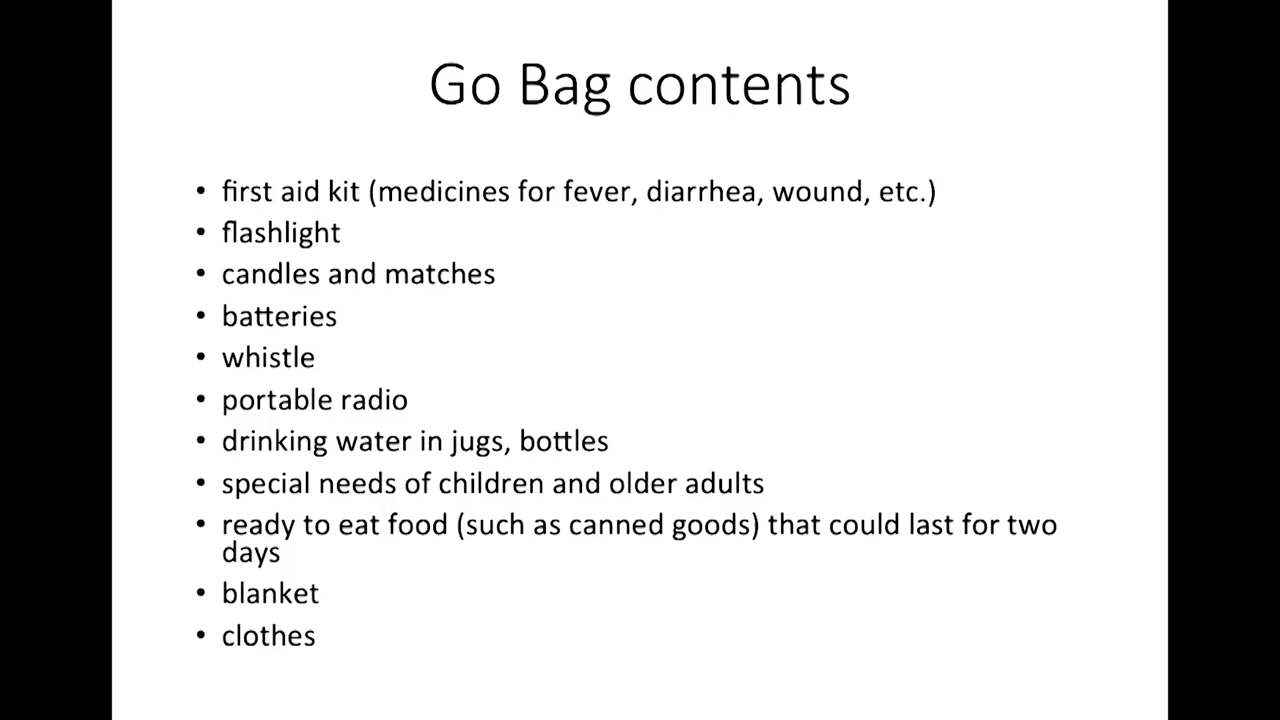 Go Bag contents
• first aid kit (medicines for fever, diarrhea, wound, etc.)
• flashlight
• candles and matches
• batteries
• whistle
• portable radio
• drinking water in jugs, bottles
• special needs of children and older adults
• ready to eat food (such as canned goods) that could last for two
days
• blanket
• clothes